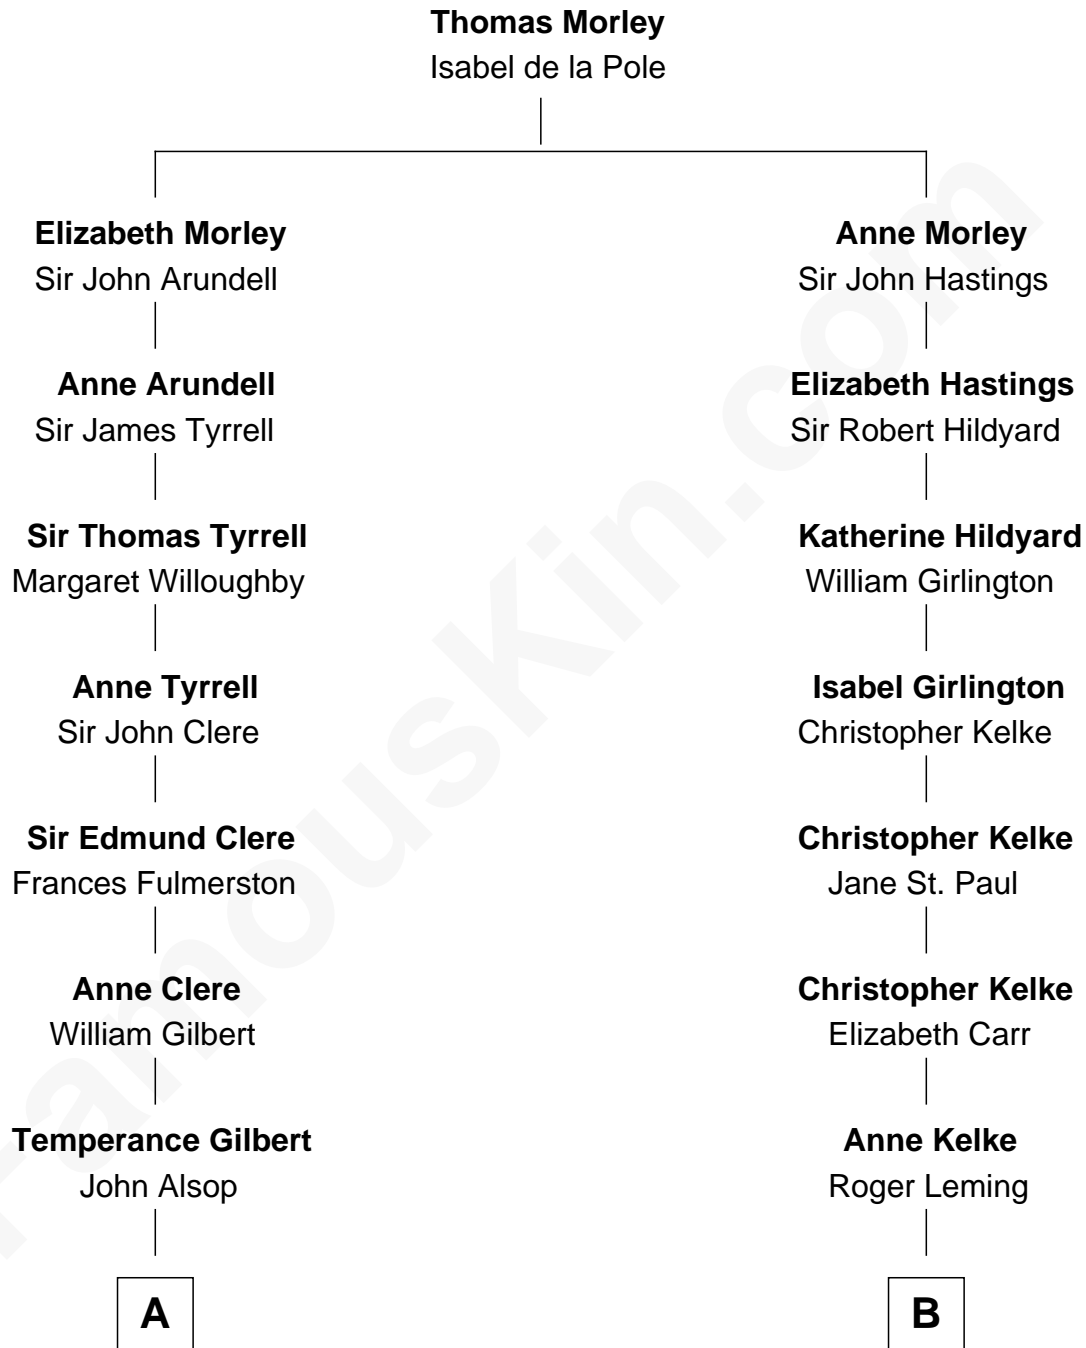 Thomas Morley
Isabel de la Pole
Elizabeth Morley
Sir John Arundell
Anne Morley
Sir John Hastings
Anne Arundell
Sir James Tyrrell
Elizabeth Hastings
Sir Robert Hildyard
Sir Thomas Tyrrell
Margaret Willoughby
Katherine Hildyard
William Girlington
Anne Tyrrell
Sir John Clere
Isabel Girlington
Christopher Kelke
Sir Edmund Clere
Frances Fulmerston
Christopher Kelke
Jane St. Paul
Anne Clere
William Gilbert
Christopher Kelke
Elizabeth Carr
Temperance Gilbert
John Alsop
Anne Kelke
Roger Leming
A
B
FamousKin.com